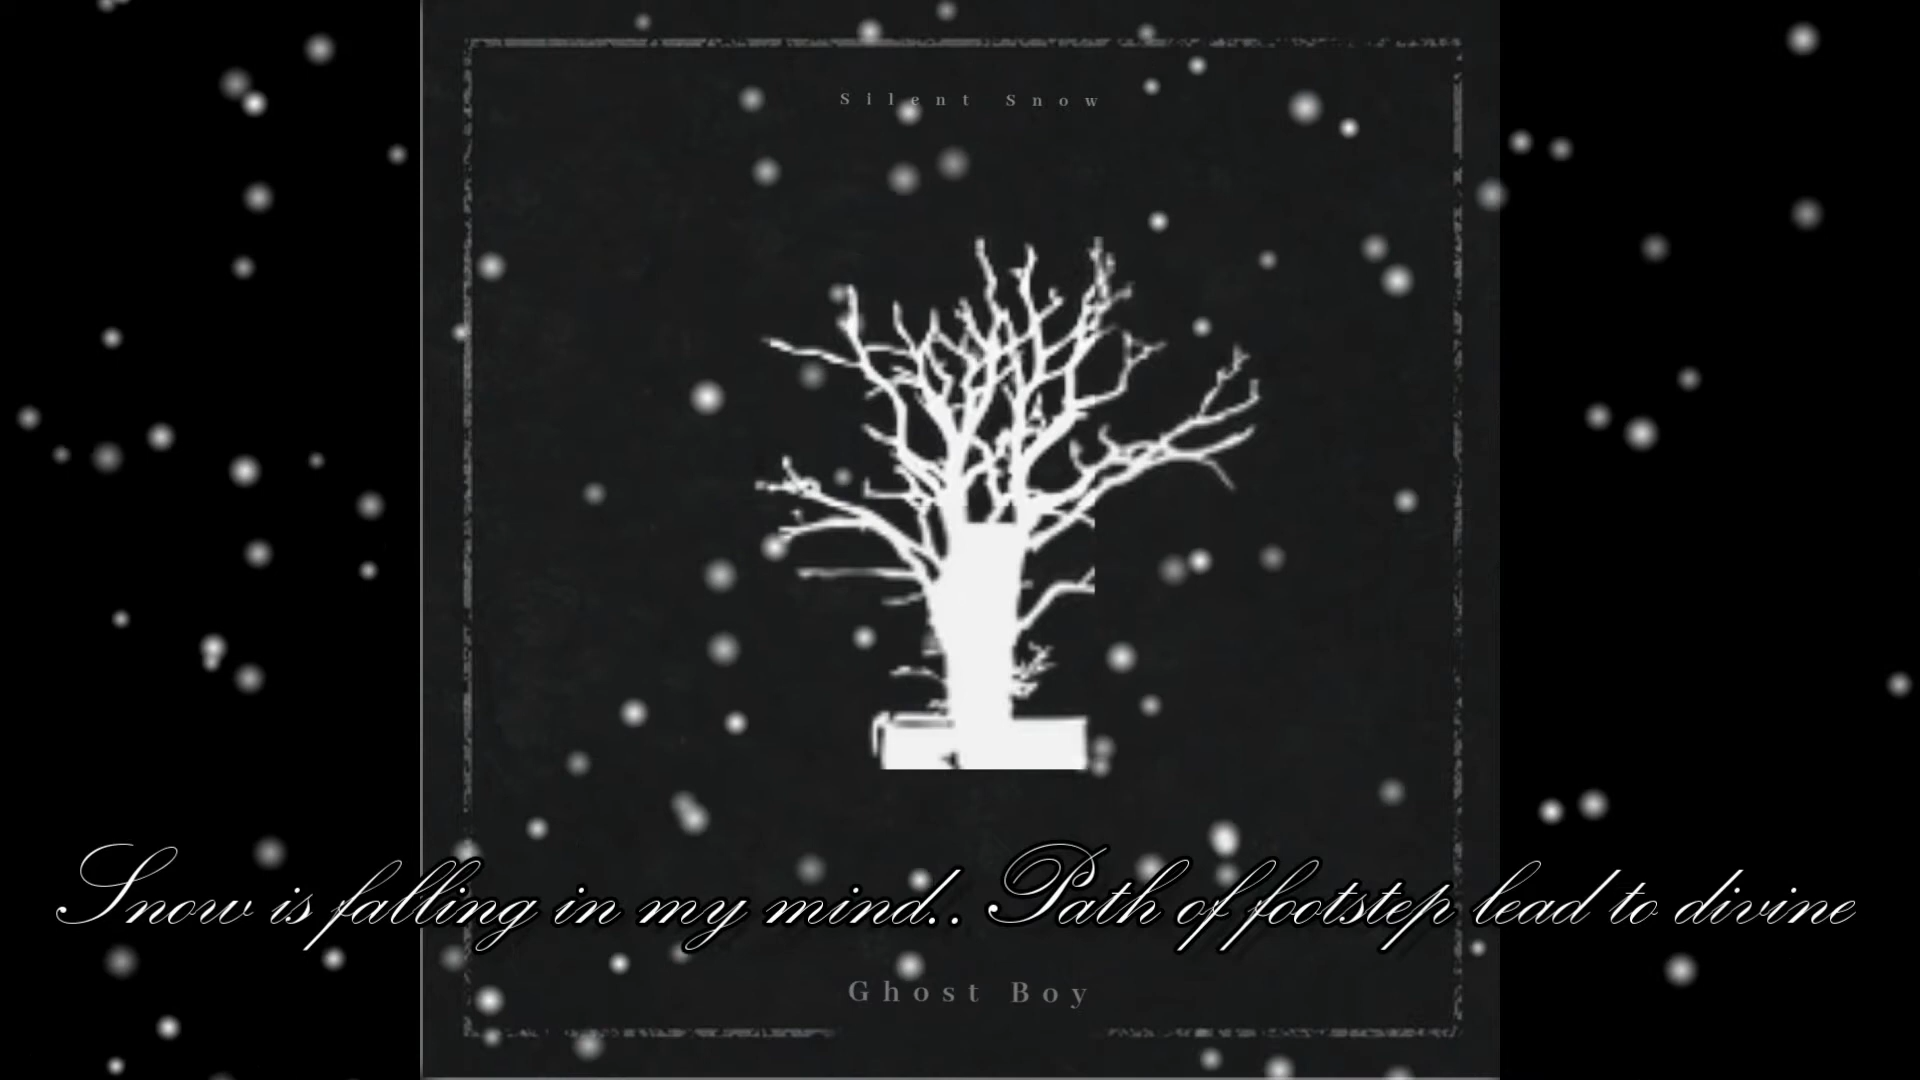 Silent Snow
Snow is falling in my mind.. Path of footstep lead to divine
Ghost Boy